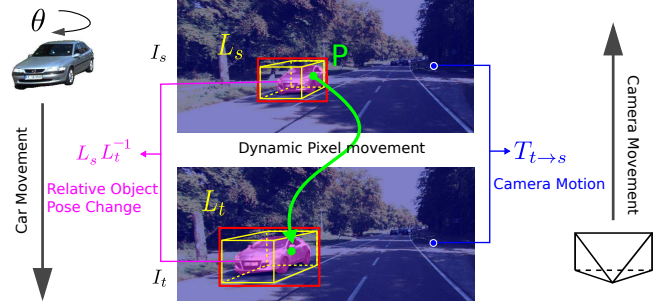 θ
I_s
L_s
P
L_s L_t^{-1}
Dynamic Pixel movement
T_{t→s}
Relative Object
Pose Change
Camera Motion
L_t
I_t
Car Movement
Camera Movement